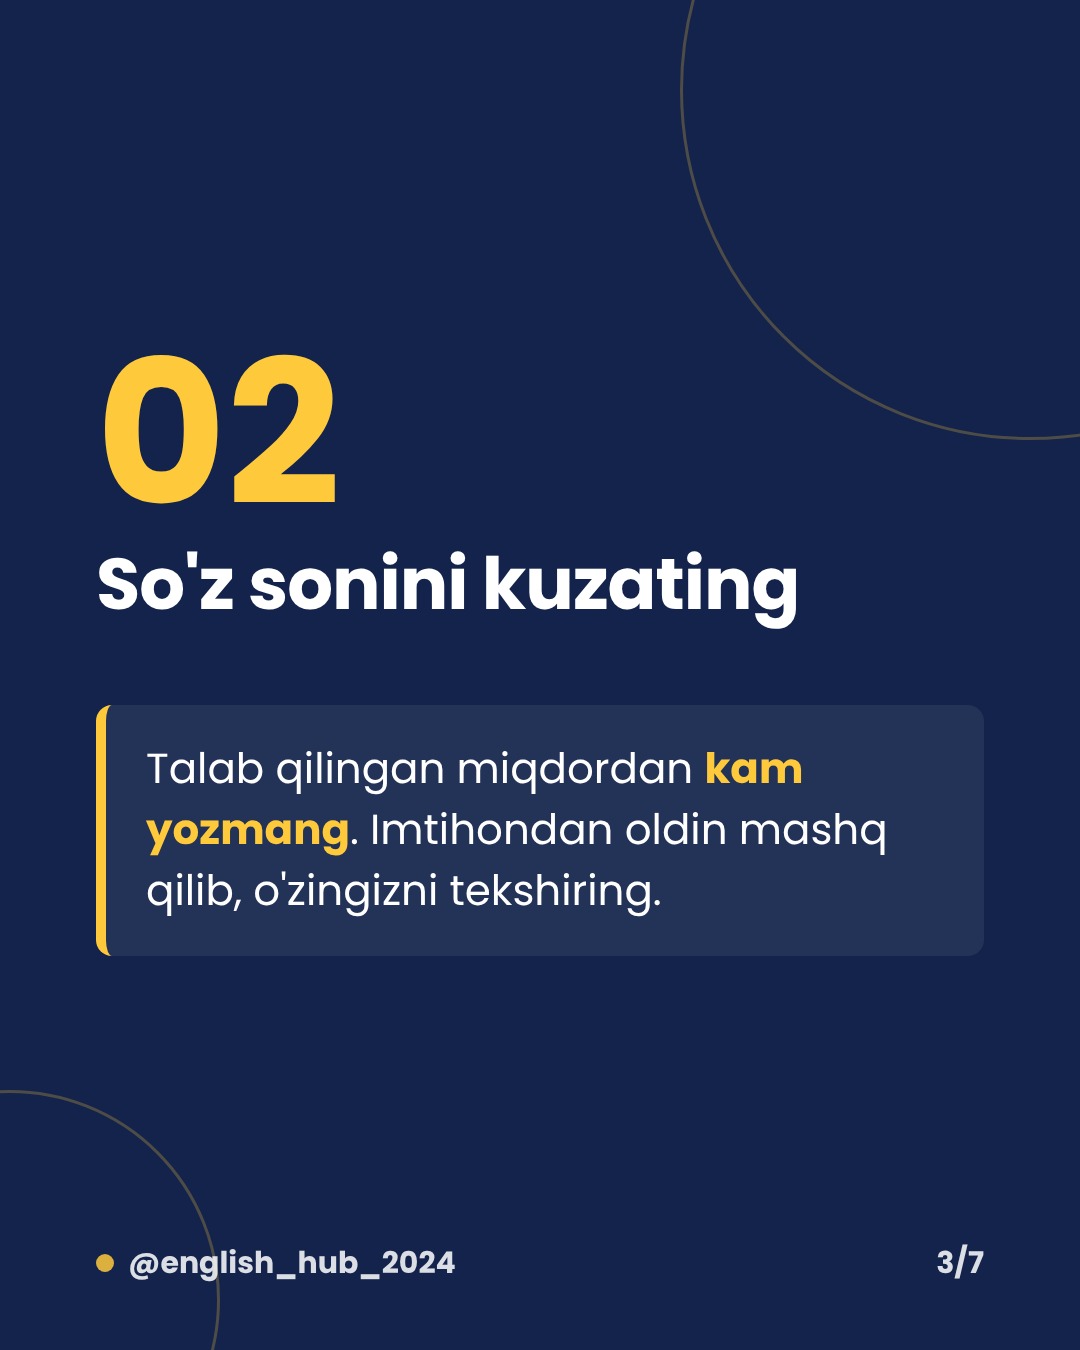 02
So'z sonini kuzating
Talab qilingan miqdordan kam
yozmang. Imtihondan oldin mashq
qilib, o'zingizni tekshiring.
@english_hub_2024
3/7